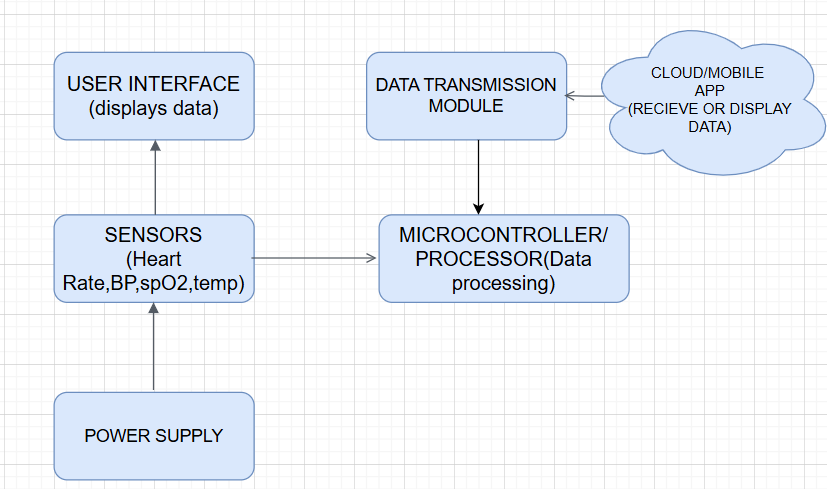 USER INTERFACE
(displays data)
DATA TRANSMISSION
MODULE
CLOUD/MOBILE
APP
(RECIEVE OR DISPLAY
DATA)
SENSORS
(Heart
Rate,BP,spO2,temp)
MICROCONTROLLER/
PROCESSOR(Data
processing)
POWER SUPPLY